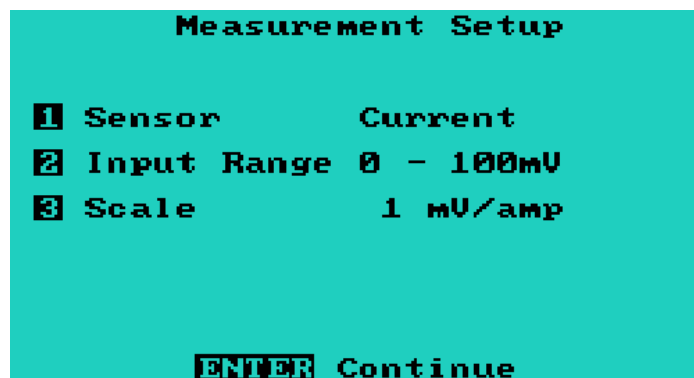 Measurement Setup
1 Sensor Current
2 Input Range 0 - 100mV
3 Scale 1 mV/amp
ENTER Continue